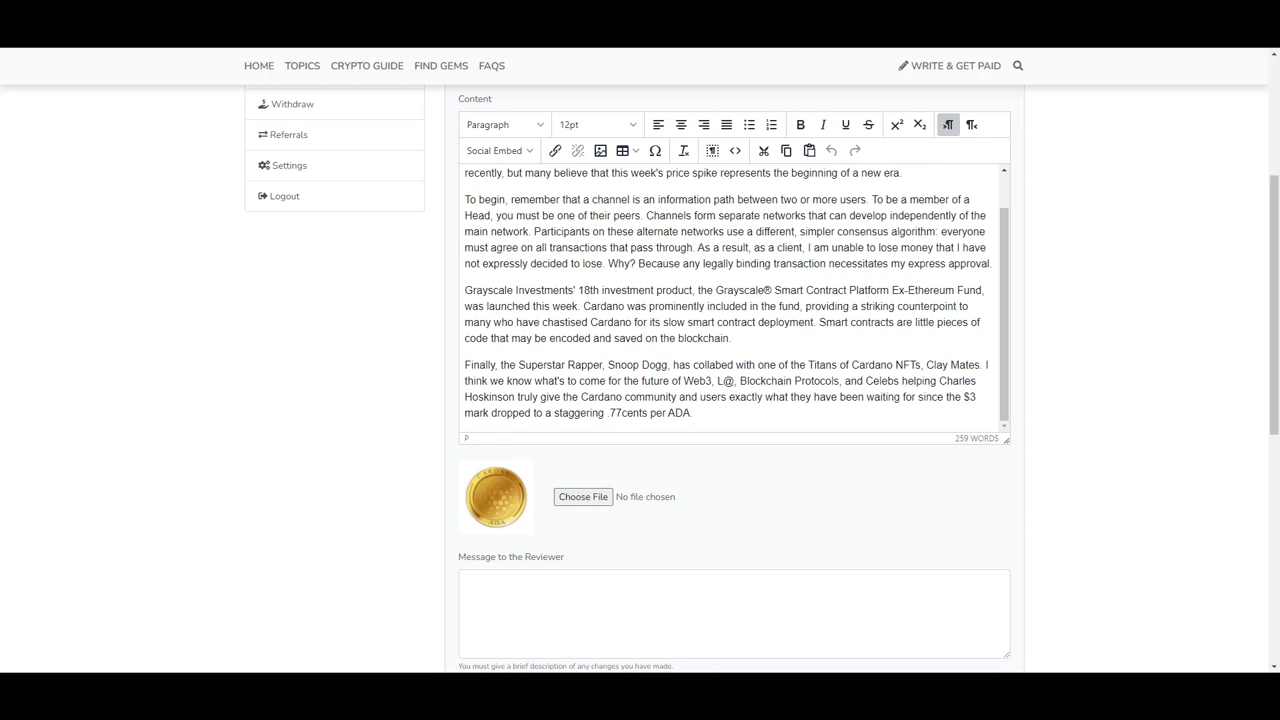 HOME TOPICS CRYPTO GUIDE FIND GEMS FAQS WRITE & GET PAID
Content
Withdraw
Referrals
Settings
Logout
Paragraph 12pt
Social Embed
recently, but many believe that this week's price spike represents the beginning of a new era.
To begin, remember that a channel is an information path between two or more users. To be a member of a
Head, you must be one of their peers. Channels form separate networks that can develop independently of the
main network. Participants on these alternate networks use a different, simpler consensus algorithm: everyone
must agree on all transactions that pass through. As a result, as a client, I am unable to lose money that I have
not expressly decided to lose. Why? Because any legally binding transaction necessitates my express approval.
Grayscale Investments' 18th investment product, the Grayscale® Smart Contract Platform Ex-Ethereum Fund,
was launched this week. Cardano was prominently included in the fund, providing a striking counterpoint to
many who have chastised Cardano for its slow smart contract deployment. Smart contracts are little pieces of
code that may be encoded and saved on the blockchain.
Finally, the Superstar Rapper, Snoop Dogg, has collabed with one of the Titans of Cardano NFTs, Clay Mates. I
think we know what's to come for the future of Web3, L@, Blockchain Protocols, and Celebs helping Charles
Hoskinson truly give the Cardano community and users exactly what they have been waiting for since the $3
mark dropped to a staggering .77cents per ADA.
P 259 WORDS
CARDANO
ADA
Choose File No file chosen
Message to the Reviewer
You must give a brief description of any changes you have made.